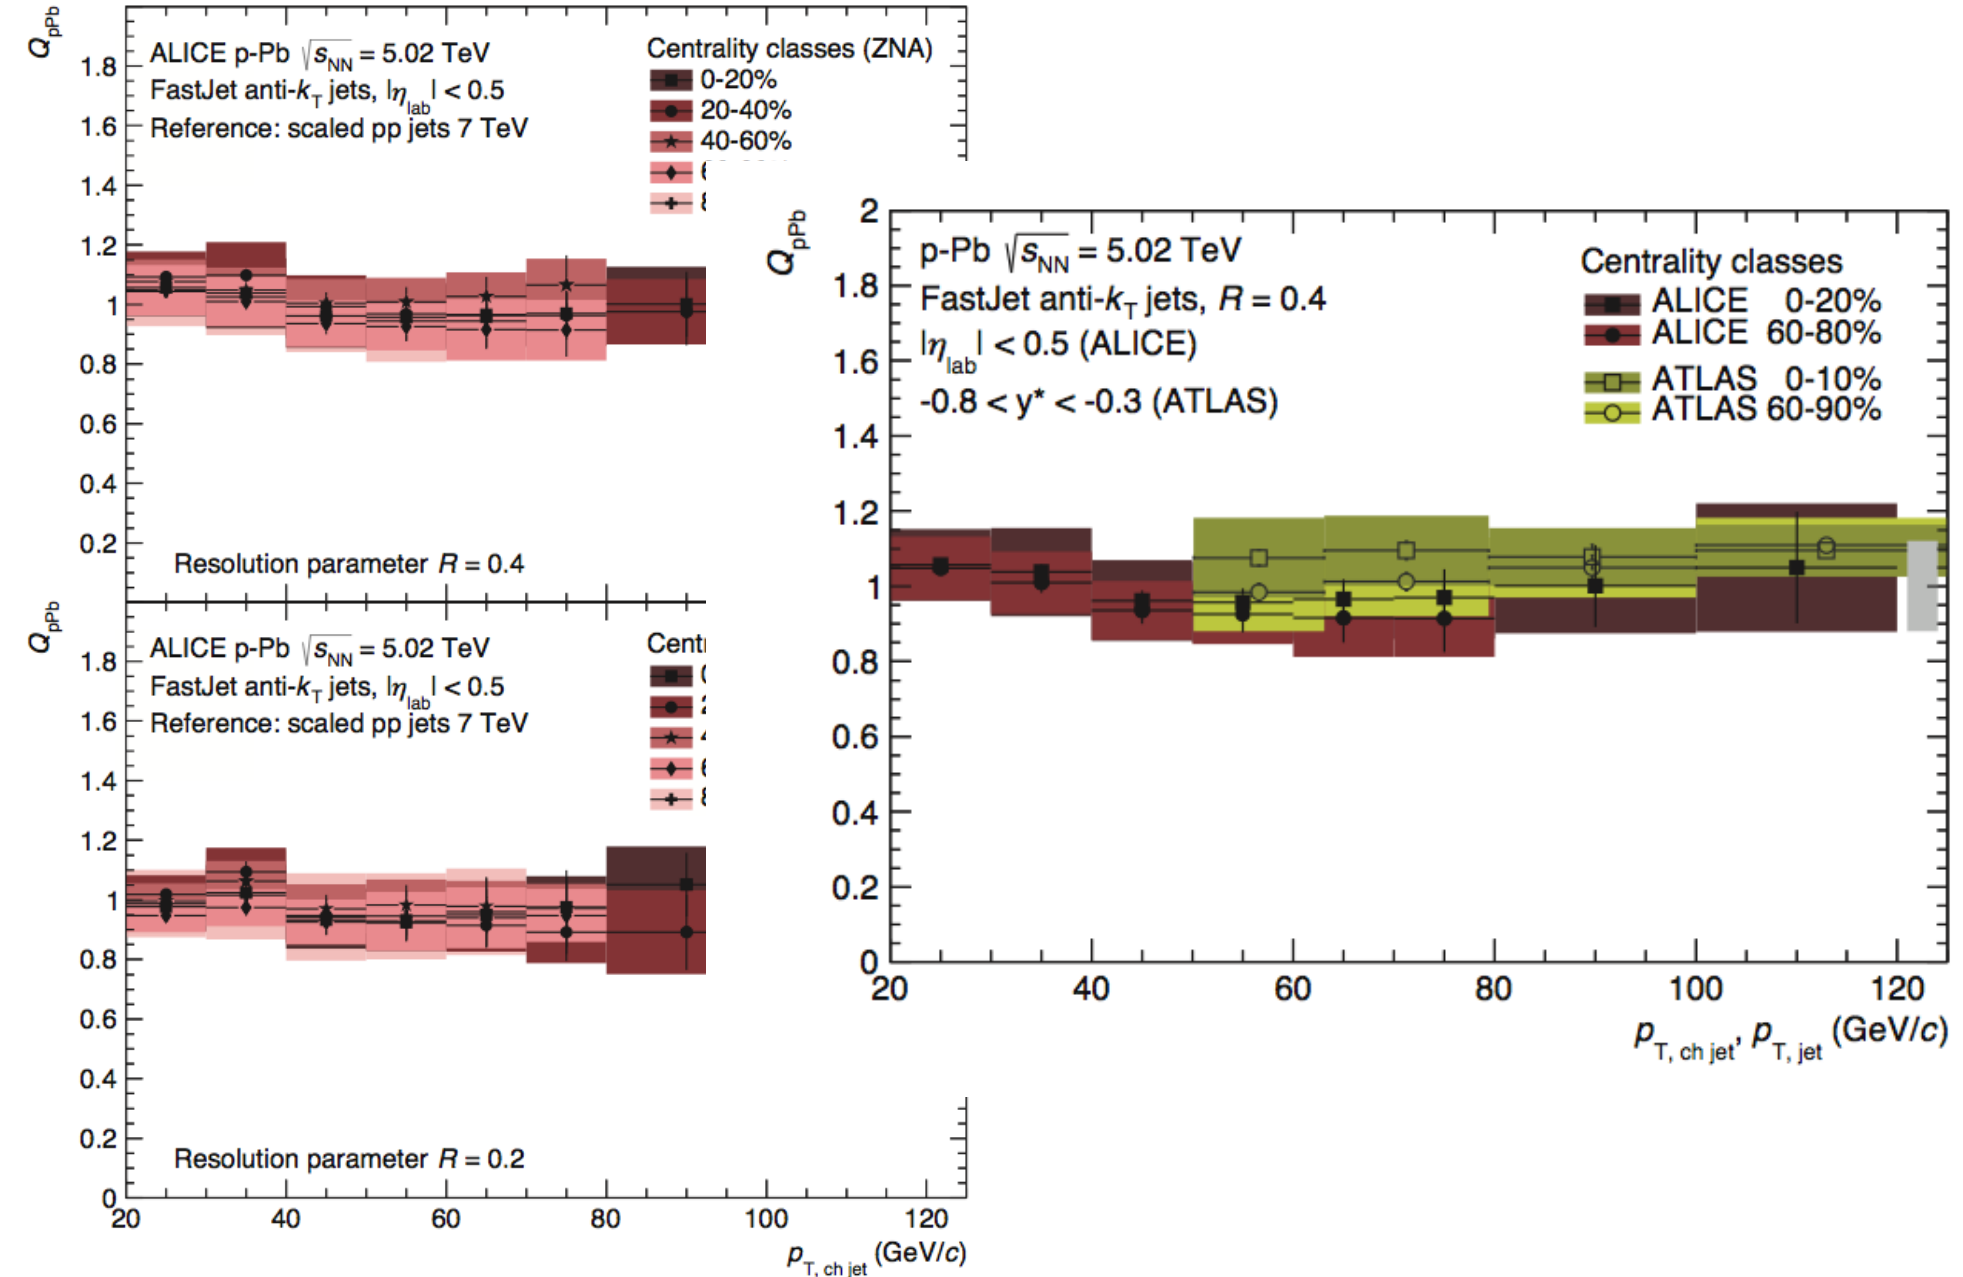 Q_pPb
ALICE p-Pb √s_NN = 5.02 TeV
FastJet anti-k_T jets, |η_lab| < 0.5
Reference: scaled pp jets 7 TeV
Centrality classes (ZNA)
0-20%
20-40%
40-60%
1.8
1.6
1.4
1.2
1
0.8
0.6
0.4
0.2
Resolution parameter R = 0.4
Q_pPb
ALICE p-Pb √s_NN = 5.02 TeV
FastJet anti-k_T jets, |η_lab| < 0.5
Reference: scaled pp jets 7 TeV
Centr
1.8
1.6
1.4
1.2
1
0.8
0.6
0.4
0.2
0
Resolution parameter R = 0.2
20 40 60 80 100 120
p_T, ch jet (GeV/c)
Q_pPb
p-Pb √s_NN = 5.02 TeV
FastJet anti-k_T jets, R = 0.4
|η_lab| < 0.5 (ALICE)
-0.8 < y* < -0.3 (ATLAS)
Centrality classes
ALICE 0-20%
ALICE 60-80%
ATLAS 0-10%
ATLAS 60-90%
2
1.8
1.6
1.4
1.2
1
0.8
0.6
0.4
0.2
0
20 40 60 80 100 120
p_T, ch jet, p_T, jet (GeV/c)